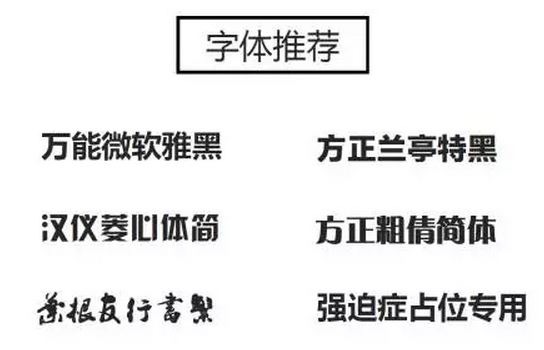 字体推荐
万能微软雅黑
方正兰亭特黑
汉仪菱心体简
方正粗倩简体
叶根友行书繁
强迫症占位专用